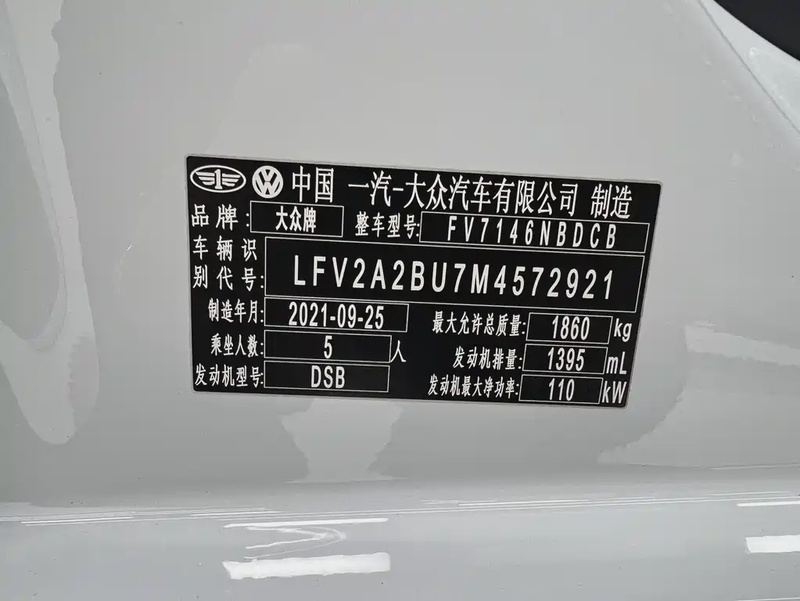 中国 一汽-大众汽车有限公司 制造
品牌: 大众牌 整车型号: FV7146NBDCB
车辆识别代号: LFV2A2BU7M4572921
制造年月: 2021-09-25 最大允许总质量: 1860 kg
乘坐人数: 5 人 发动机排量: 1395 mL
发动机型号: DSB 发动机最大净功率: 110 kW